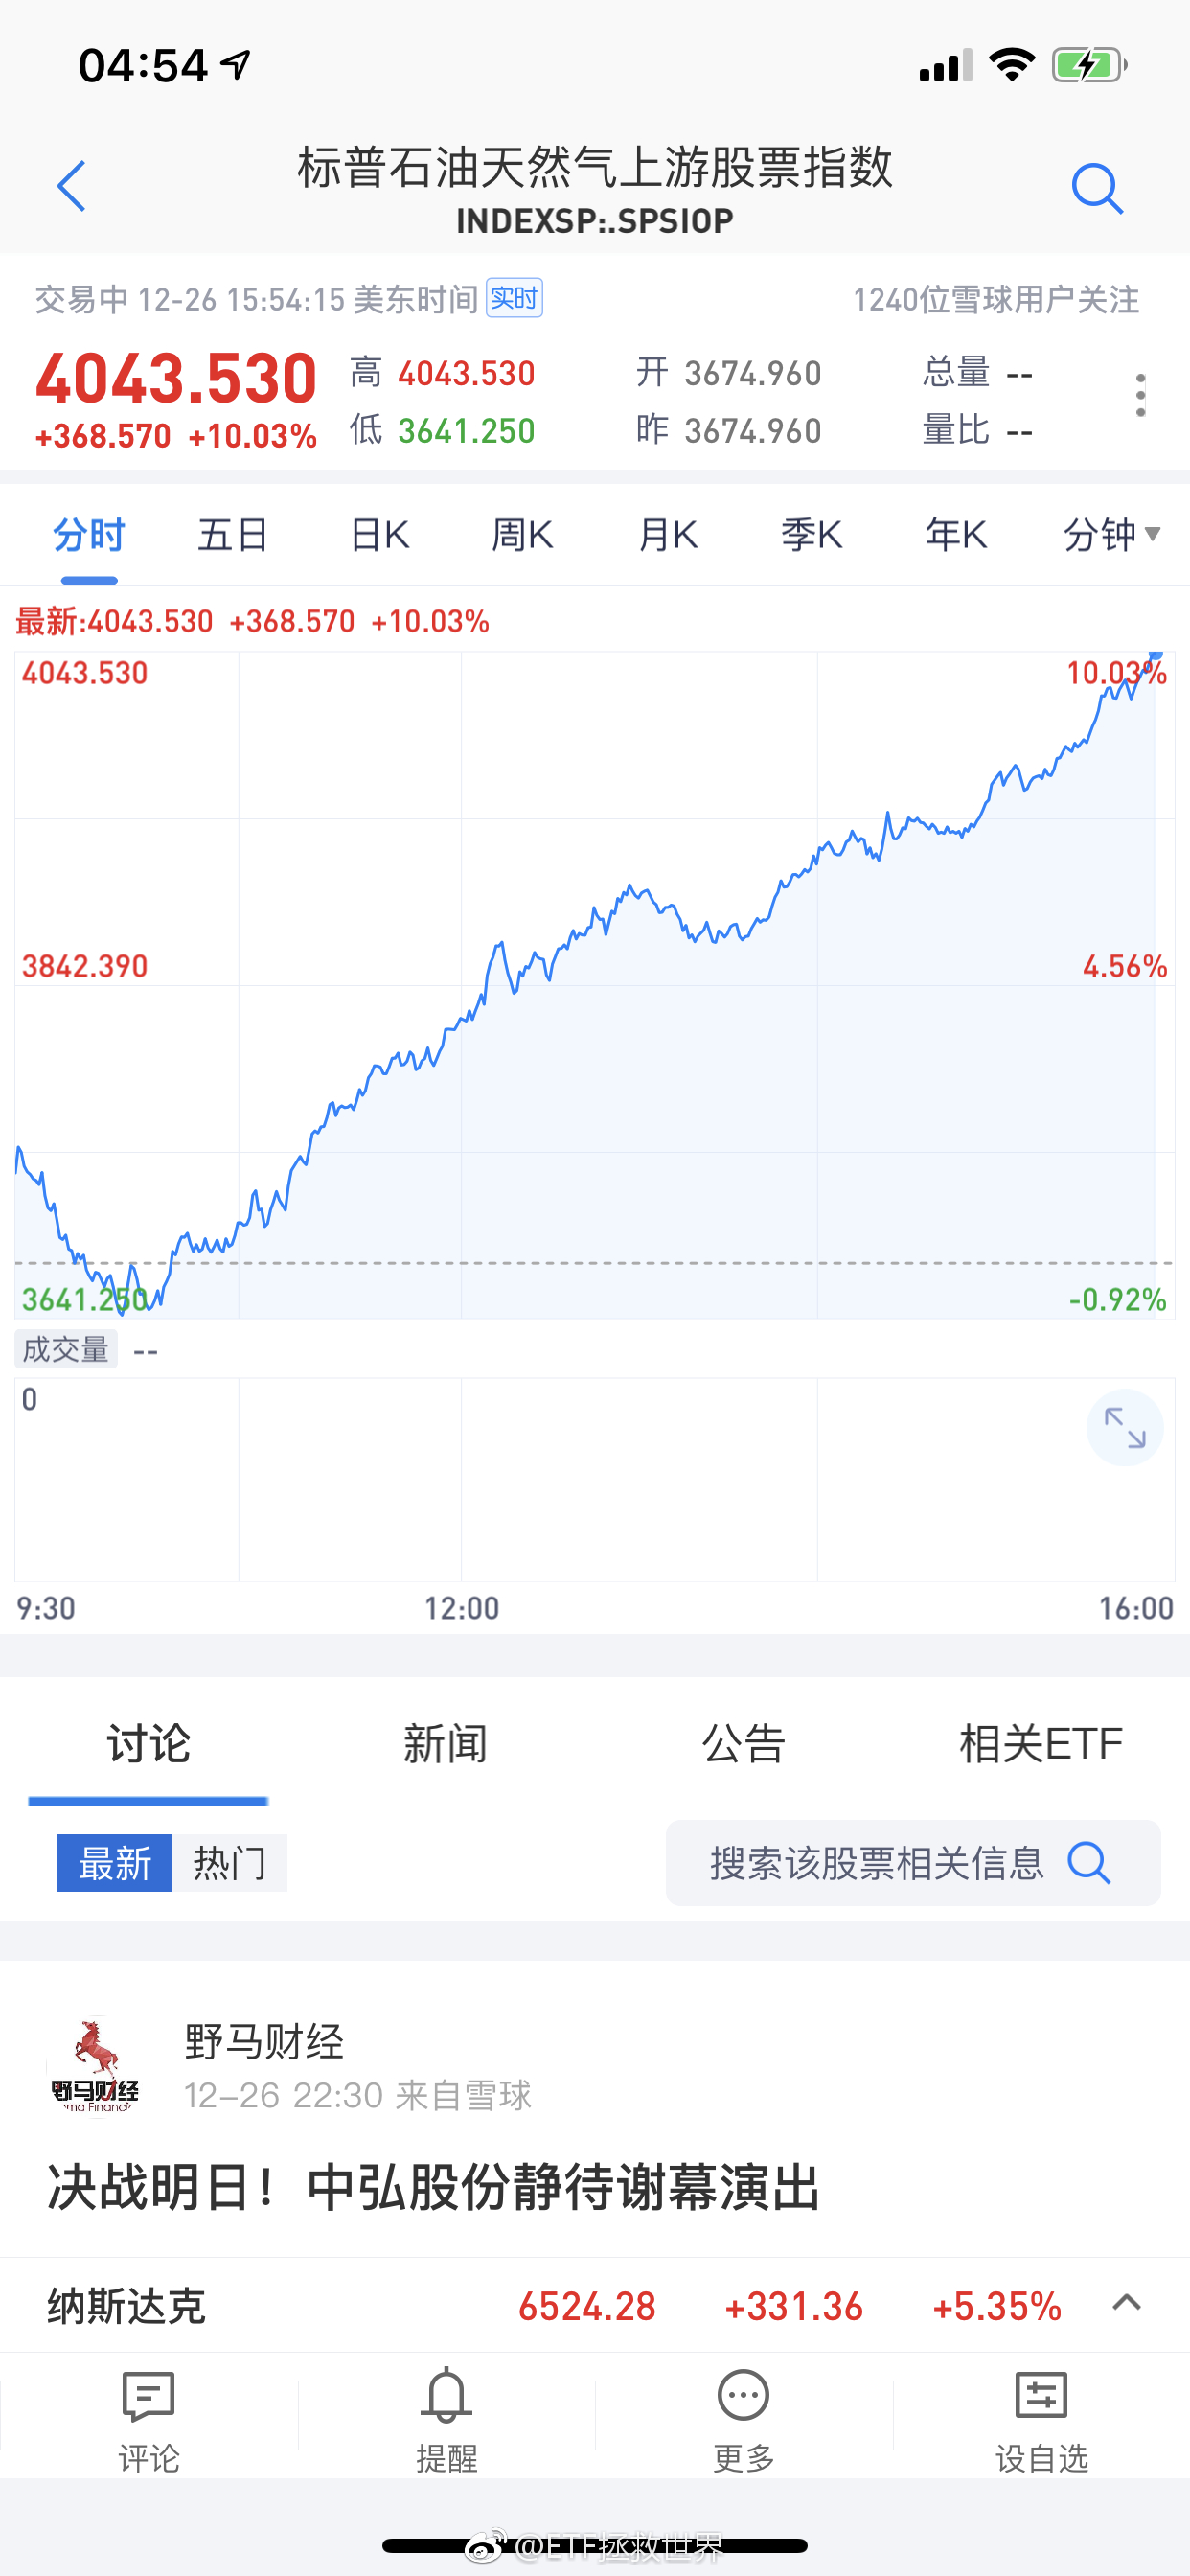 04:54
标普石油天然气上游股票指数
INDEXSP:.SPSIOP
交易中 12-26 15:54:15 美东时间 实时 1240位雪球用户关注
4043.530 高 4043.530 开 3674.960 总量 --
+368.570 +10.03% 低 3641.250 昨 3674.960 量比 --
分时 五日 日K 周K 月K 季K 年K 分钟
最新:4043.530 +368.570 +10.03%
4043.530 10.03%
3842.390 4.56%
3641.250 -0.92%
成交量 --
0
9:30 12:00 16:00
讨论 新闻 公告 相关ETF
最新 热门 搜索该股票相关信息
野马财经
12-26 22:30 来自雪球
野马财经
ma Financi
决战明日！中弘股份静待谢幕演出
纳斯达克 6524.28 +331.36 +5.35%
评论 提醒 更多 设自选
@ETF拯救世界